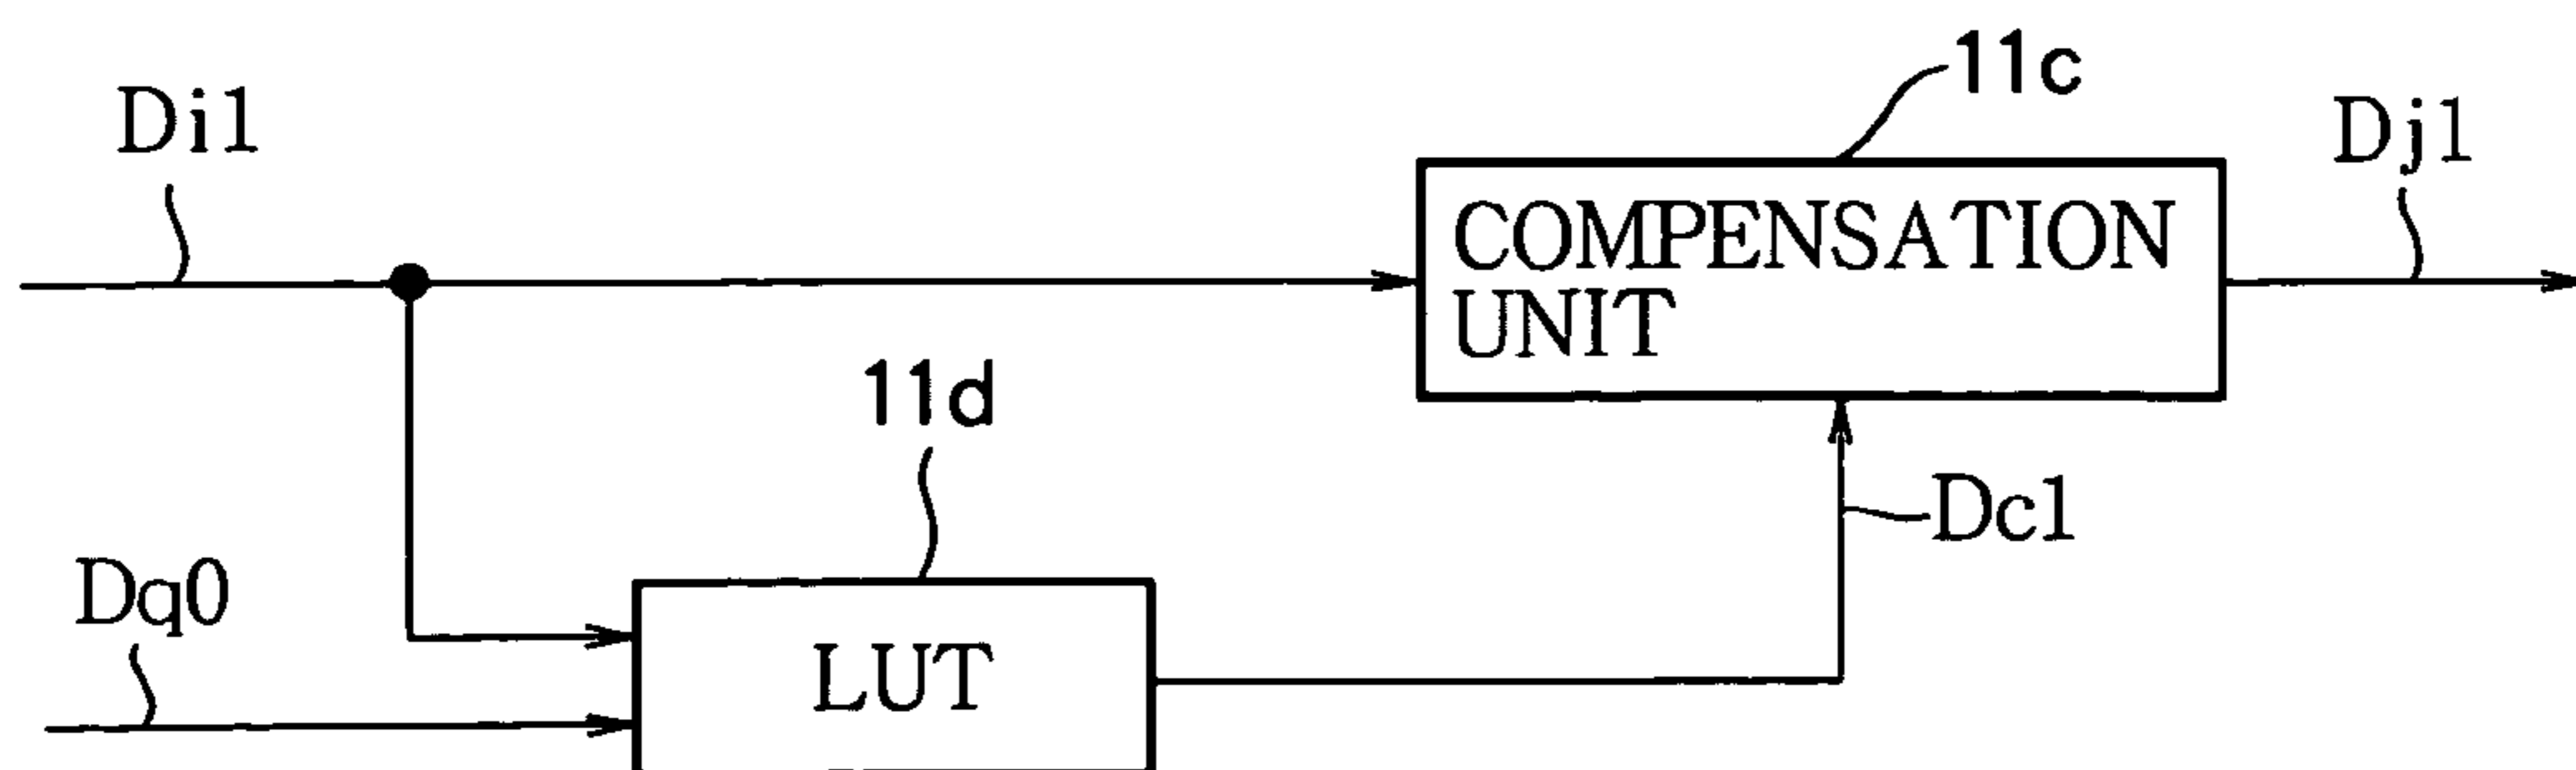 11c
Di1
Dj1
COMPENSATION
UNIT
11d
Dc1
Dq0
LUT